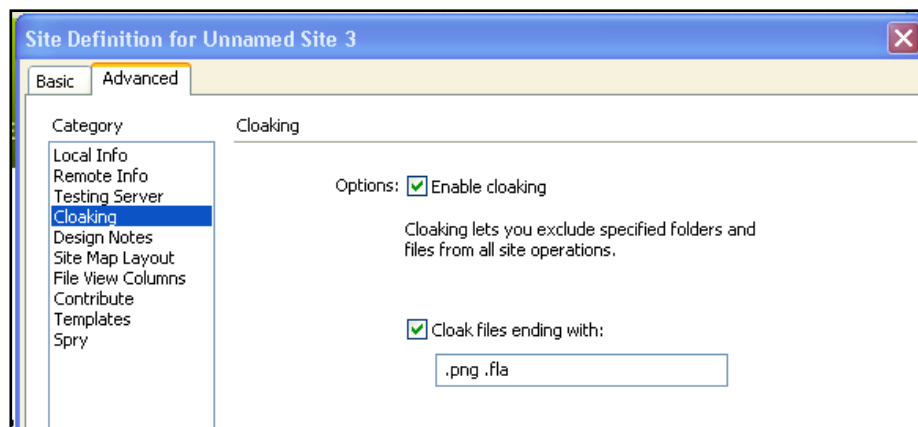 Site Definition for Unnamed Site 3
Basic
Advanced
Category
Local Info
Remote Info
Testing Server
Cloaking
Design Notes
Site Map Layout
File View Columns
Contribute
Templates
Spry
Cloaking
Options: Enable cloaking
Cloaking lets you exclude specified folders and
files from all site operations.
Cloak files ending with:
.png .fla